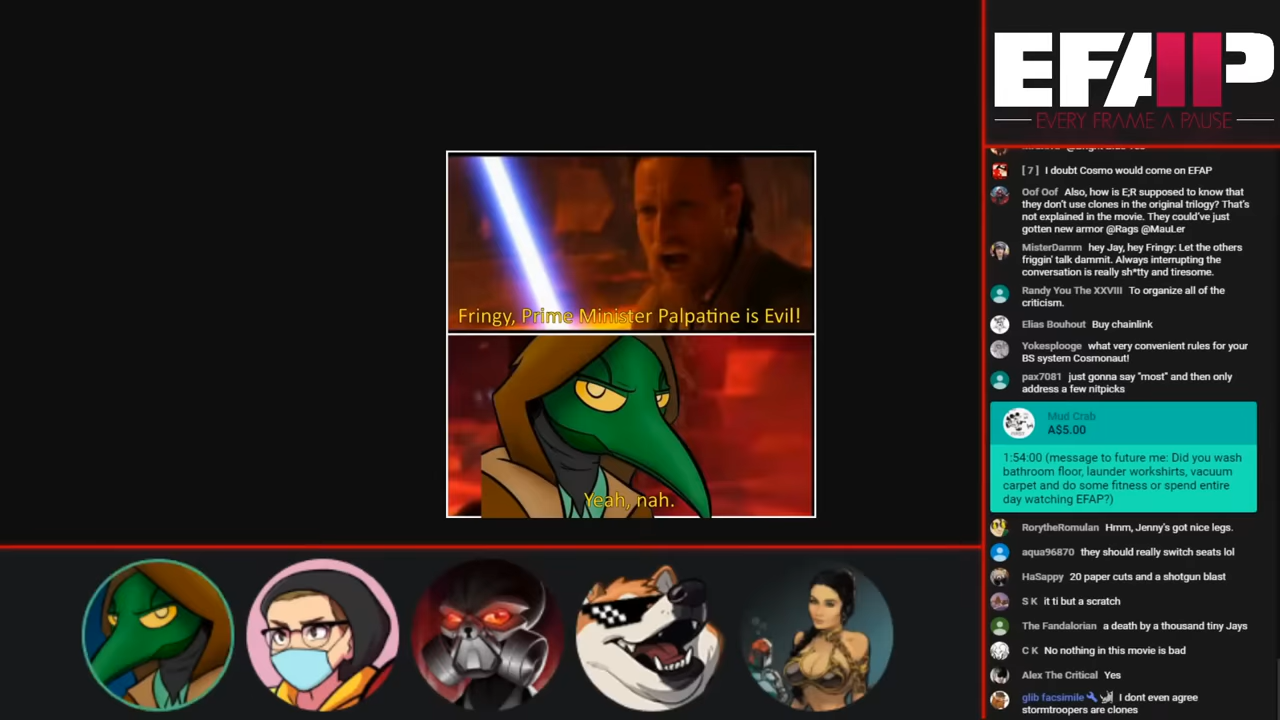 EFAP
EVERY FRAME A PAUSE
Fringy, Prime Minister Palpatine is Evil!
Yeah, nah.
[ 7 ] I doubt Cosmo would come on EFAP
Oof Oof Also, how is E;R supposed to know that
they don't use clones in the original trilogy? That's
not explained in the movie. They could've just
gotten new armor @Rags @MauLer
MisterDamm hey Jay, hey Fringy: Let the others
friggin' talk dammit. Always interrupting the
conversation is really sh*tty and tiresome.
Randy You The XXVIII To organize all of the
criticism.
Elias Bouhout Buy chainlink
Yokesplooge what very convenient rules for your
BS system Cosmonaut!
pax7081 just gonna say "most" and then only
address a few nitpicks
Mud Crab
A$5.00
1:54:00 (message to future me: Did you wash
bathroom floor, launder workshirts, vacuum
carpet and do some fitness or spend entire
day watching EFAP?)
RorytheRomulan Hmm, Jenny's got nice legs.
aqua96870 they should really switch seats lol
HaSappy 20 paper cuts and a shotgun blast
S K it ti but a scratch
The Fandalorian a death by a thousand tiny Jays
C K No nothing in this movie is bad
Alex The Critical Yes
glib facsimile I dont even agree
stormtroopers are clones